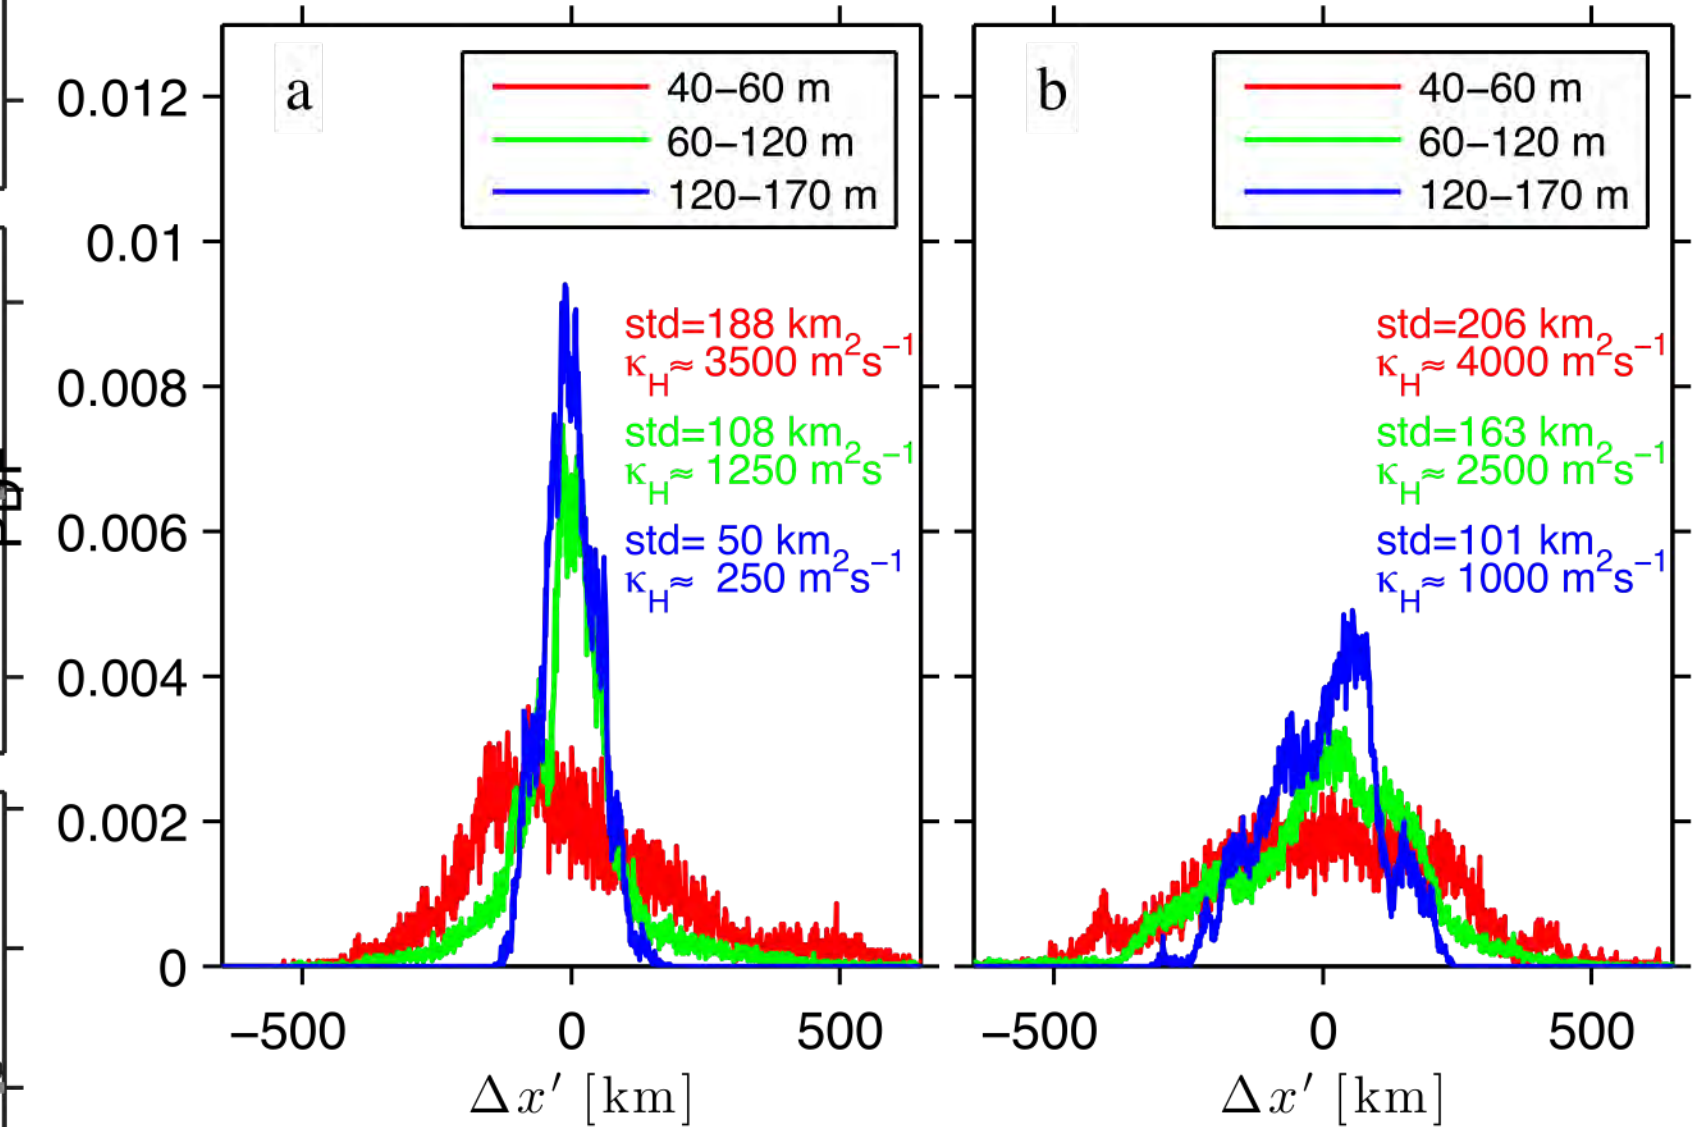 a
40−60 m
60−120 m
120−170 m
std=188 km
κH≈ 3500 m2s−1
std=108 km
κH≈ 1250 m2s−1
std= 50 km
κH≈ 250 m2s−1
0.012
0.01
0.008
0.006
0.004
0.002
0
−500 0 500
Δx′ [km]
b
40−60 m
60−120 m
120−170 m
std=206 km
κH≈ 4000 m2s−1
std=163 km
κH≈ 2500 m2s−1
std=101 km
κH≈ 1000 m2s−1
−500 0 500
Δx′ [km]